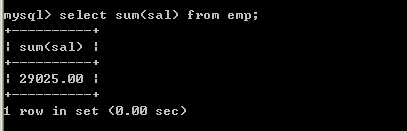 mysql> select sum(sal) from emp;
+----------+
| sum(sal) |
+----------+
| 29025.00 |
+----------+
1 row in set (0.00 sec)